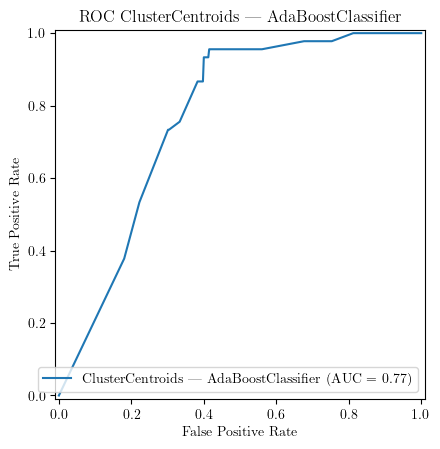 ROC ClusterCentroids — AdaBoostClassifier
1.0
0.8
0.6
0.4
0.2
0.0
True Positive Rate
ClusterCentroids — AdaBoostClassifier (AUC = 0.77)
0.0 0.2 0.4 0.6 0.8 1.0
False Positive Rate